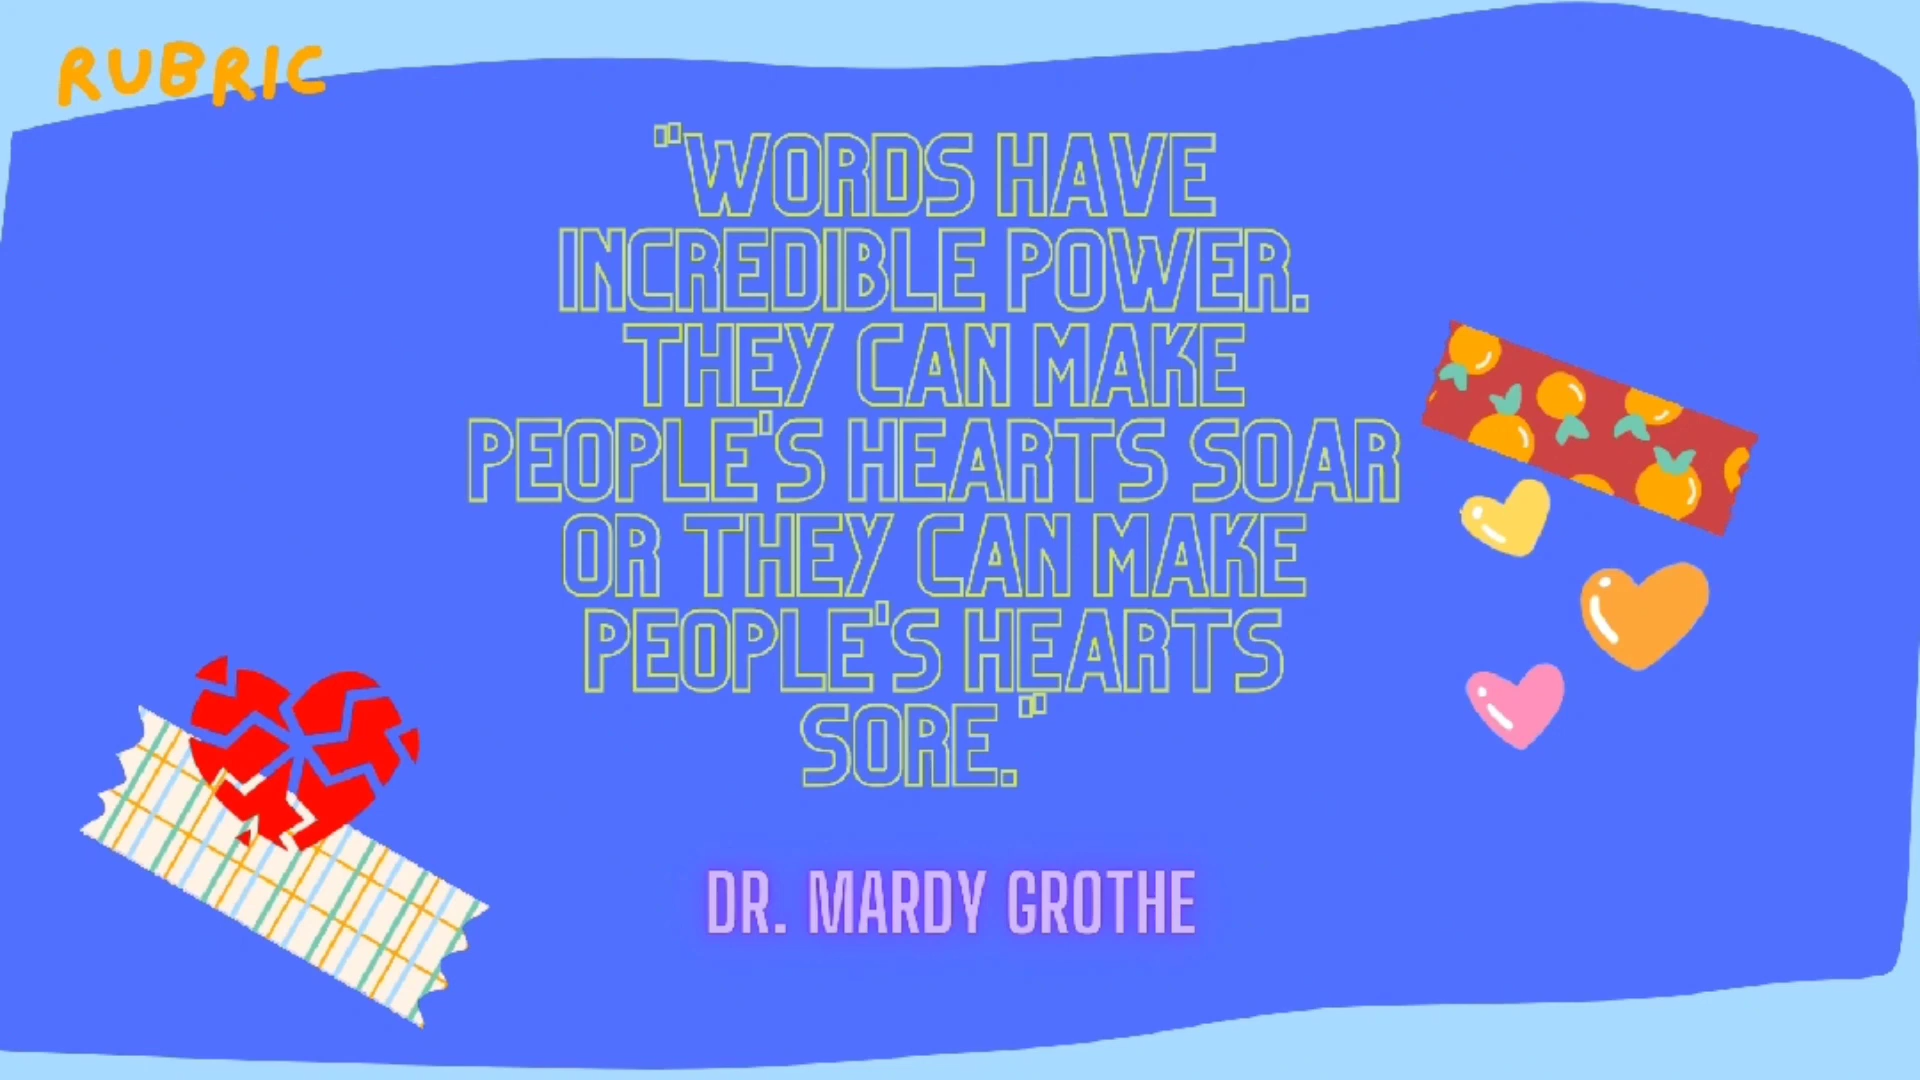 RUBRIC
"WORDS HAVE
INCREDIBLE POWER.
THEY CAN MAKE
PEOPLE'S HEARTS SOAR
OR THEY CAN MAKE
PEOPLE'S HEARTS
SORE."
DR. MARDY GROTHE